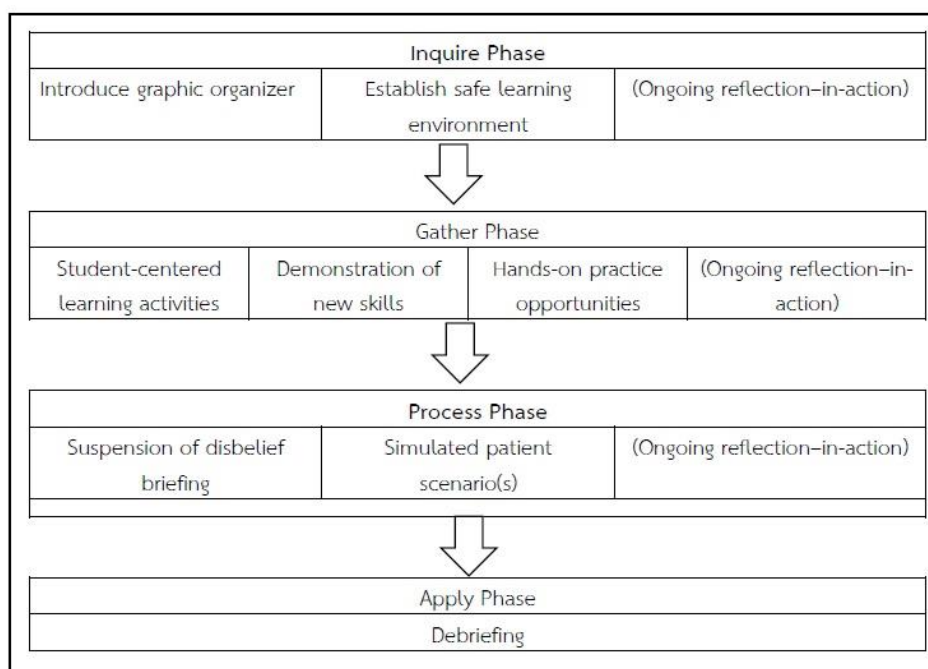 Inquire Phase
Introduce graphic organizer
Establish safe learning
environment
(Ongoing reflection–in-action)
Gather Phase
Student-centered
learning activities
Demonstration of
new skills
Hands-on practice
opportunities
(Ongoing reflection–in-
action)
Process Phase
Suspension of disbelief
briefing
Simulated patient
scenario(s)
(Ongoing reflection–in-action)
Apply Phase
Debriefing